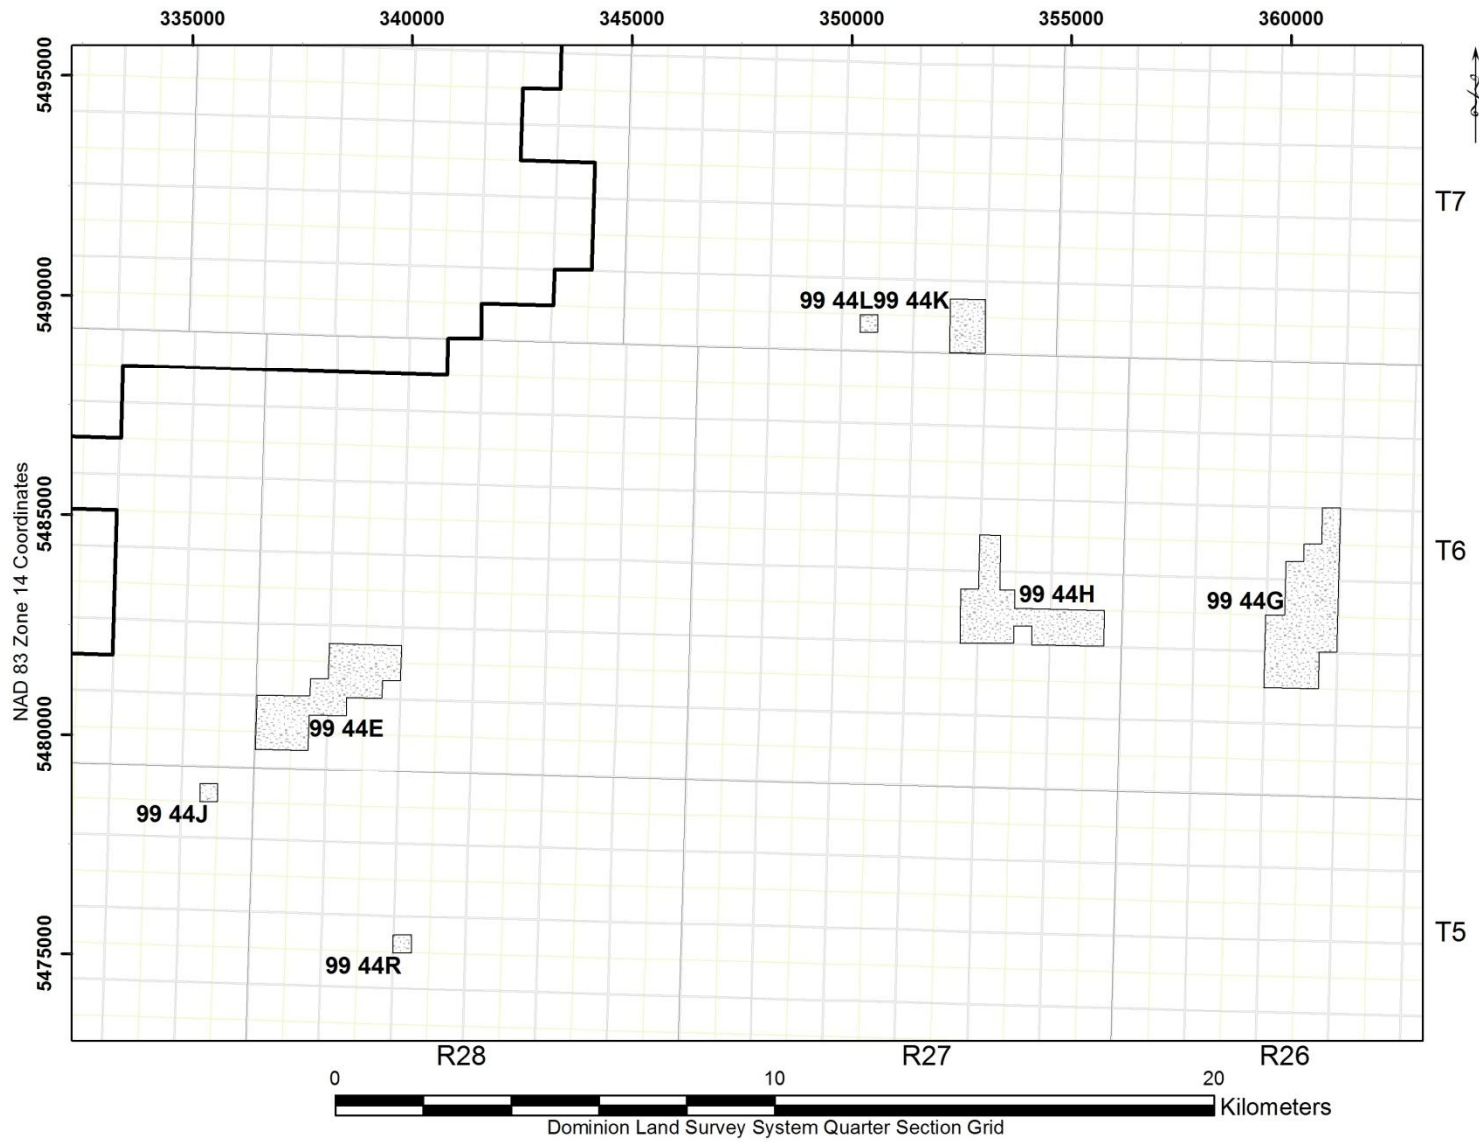 335000 340000 345000 350000 355000 360000
5495000
T7
5490000
99 44L 99 44K
5485000
T6
99 44H
99 44G
NAD 83 Zone 14 Coordinates
5480000
99 44E
99 44J
T5
5475000
99 44R
R28 R27 R26
0 10 20
Kilometers
Dominion Land Survey System Quarter Section Grid